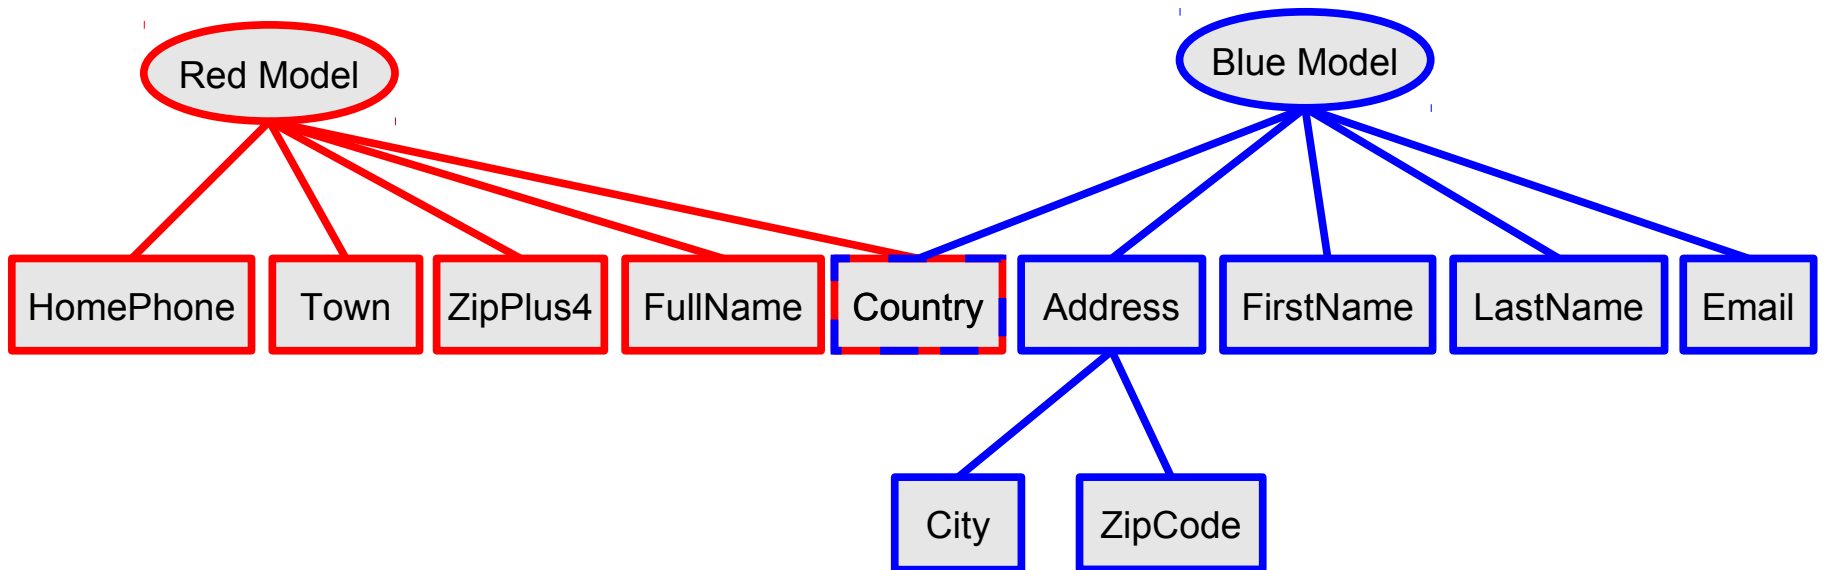 Red Model
Blue Model
HomePhone
Town
ZipPlus4
FullName
Country
Address
FirstName
LastName
Email
City
ZipCode